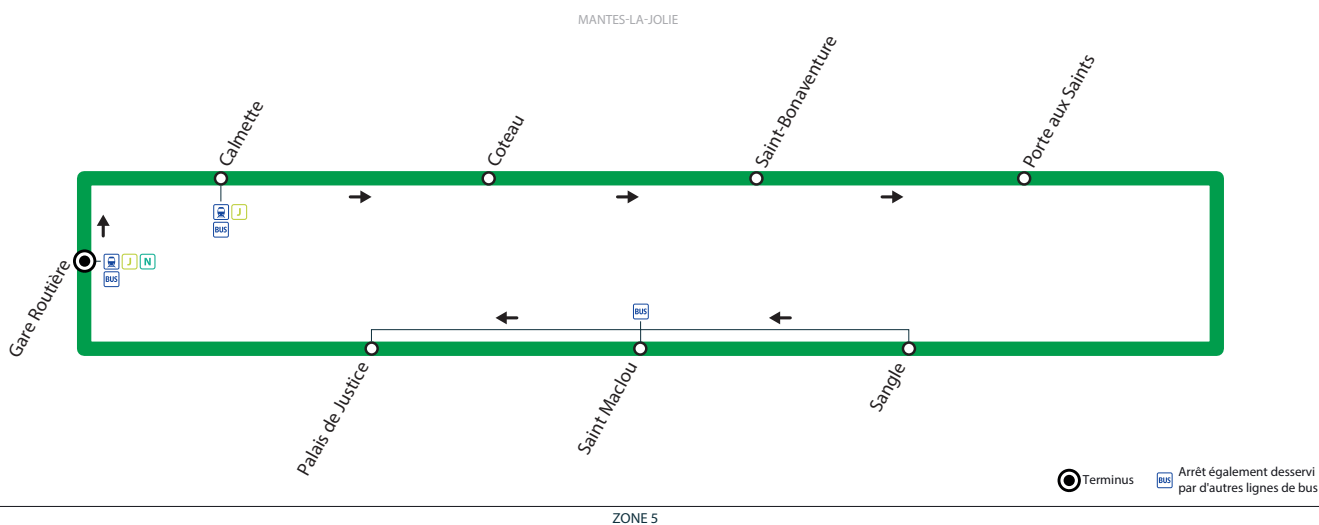 MANTES-LA-JOLIE
Calmette
Coteau
Saint-Bonaventure
Porte aux Saints
J
BUS
Gare Routière
J N
BUS
BUS
Palais de Justice
Saint Maclou
Sangle
Terminus
BUS
Arrêt également desservi
par d'autres lignes de bus
ZONE 5